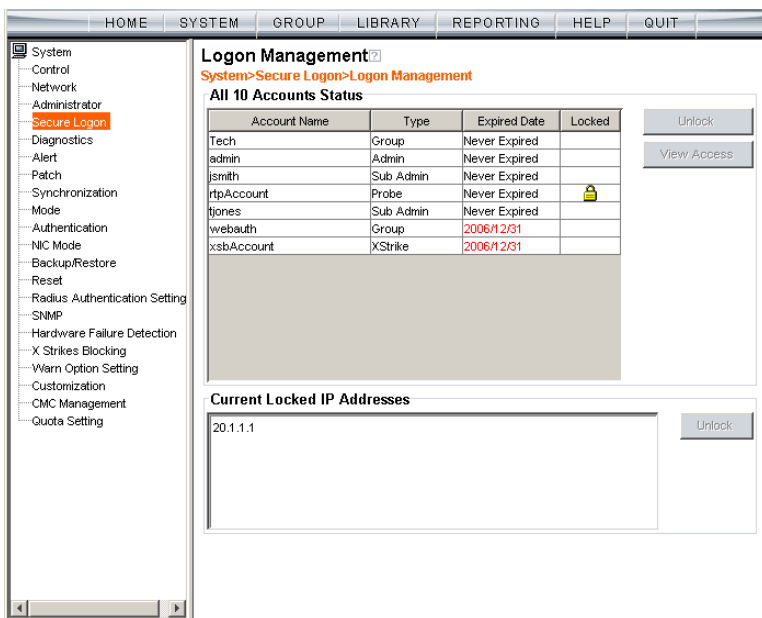 HOME SYSTEM GROUP LIBRARY REPORTING HELP QUIT
System
Control
Network
Administrator
Secure Logon
Diagnostics
Alert
Patch
Synchronization
Mode
Authentication
NIC Mode
Backup/Restore
Reset
Radius Authentication Setting
SNMP
Hardware Failure Detection
X Strikes Blocking
Warn Option Setting
Customization
CMC Management
Quota Setting
Logon Management ?
System>Secure Logon>Logon Management
All 10 Accounts Status
Account Name Type Expired Date Locked
Tech Group Never Expired
admin Admin Never Expired
jsmith Sub Admin Never Expired
rtpAccount Probe Never Expired
tjones Sub Admin Never Expired
webauth Group 2006/12/31
xsbAccount XStrike 2006/12/31
Unlock
View Access
Current Locked IP Addresses
20.1.1.1
Unlock